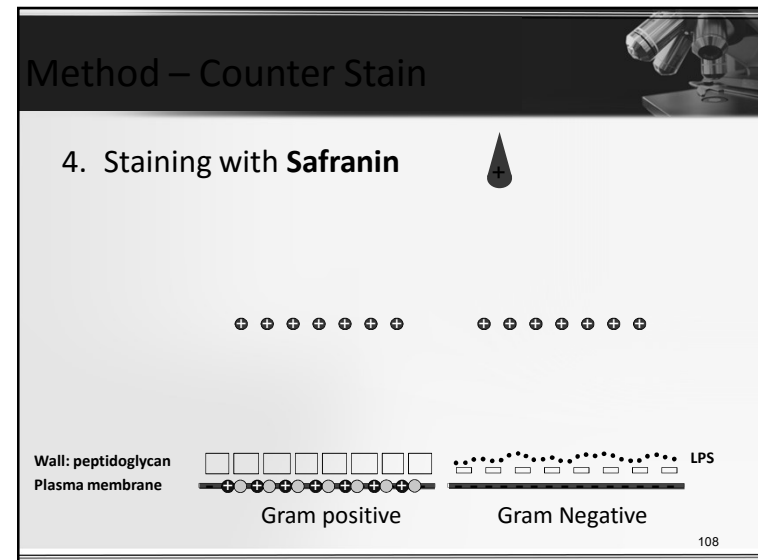 Method – Counter Stain
4. Staining with Safranin
+
+ + + + + + + + + + + + + +
Wall: peptidoglycan
LPS
Plasma membrane
+ + + + + + +
Gram positive
Gram Negative
108